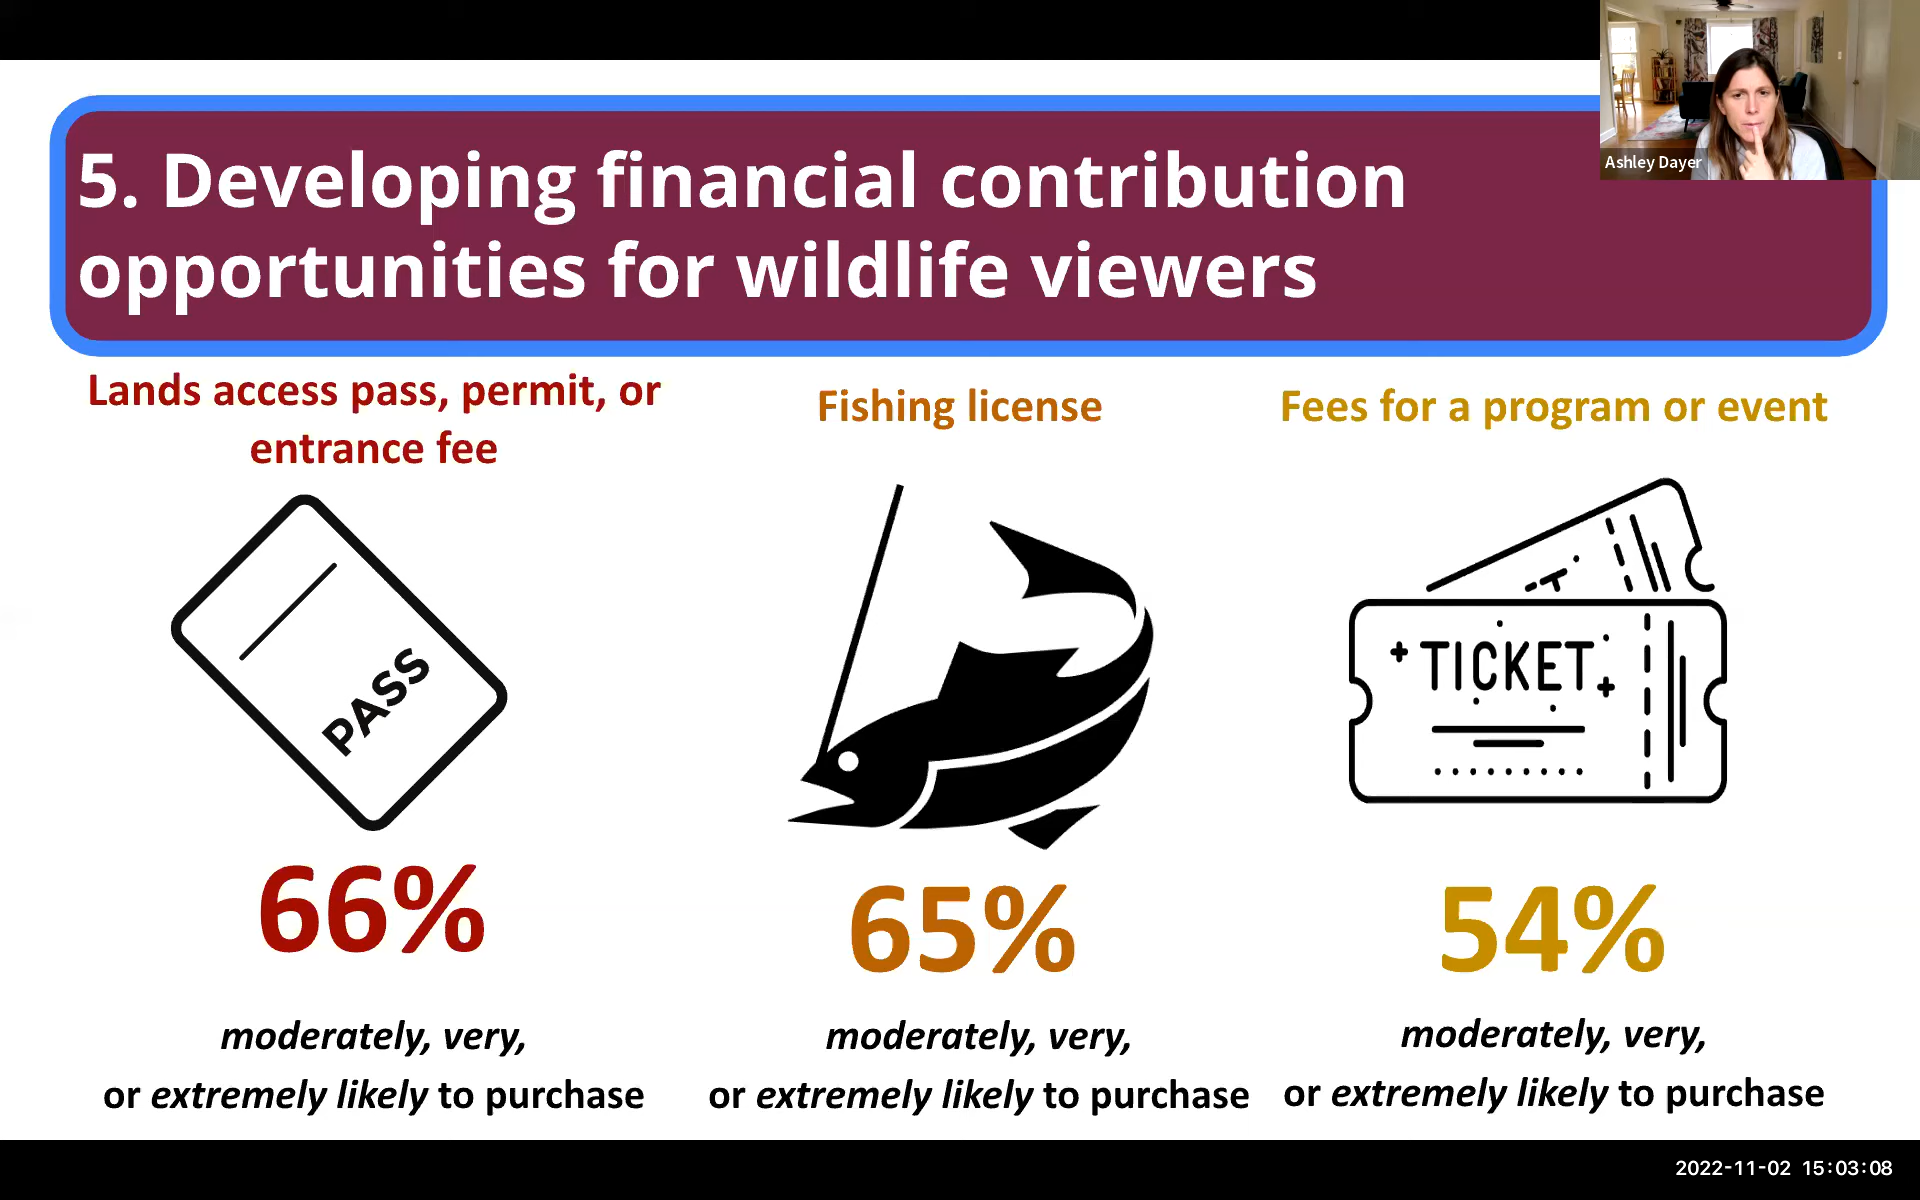 Ashley Dayer
5. Developing financial contribution
opportunities for wildlife viewers
Lands access pass, permit, or
entrance fee
Fishing license
Fees for a program or event
PASS
T
TICKET
66%
65%
54%
moderately, very,
or extremely likely to purchase
moderately, very,
or extremely likely to purchase
moderately, very,
or extremely likely to purchase
2022-11-02 15:03:08